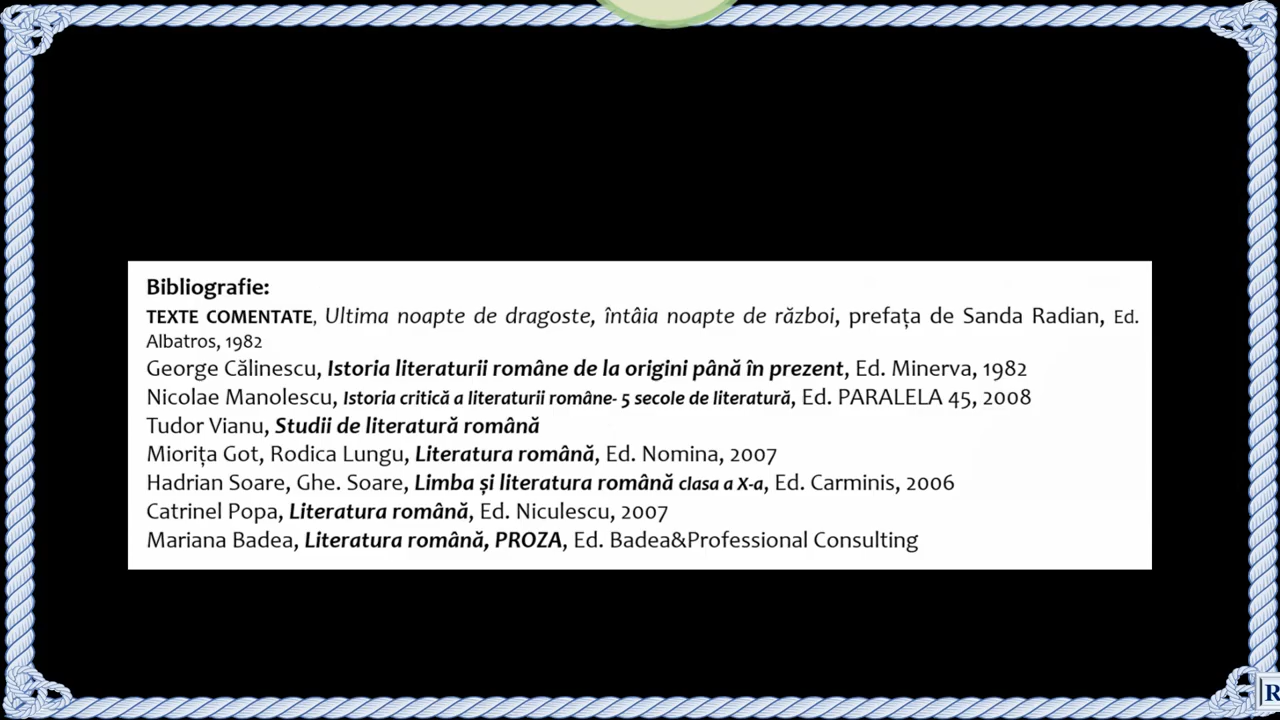 Bibliografie:
TEXTE COMENTATE, Ultima noapte de dragoste, întâia noapte de război, prefața de Sanda Radian, Ed.
Albatros, 1982
George Călinescu, Istoria literaturii române de la origini până în prezent, Ed. Minerva, 1982
Nicolae Manolescu, Istoria critică a literaturii române- 5 secole de literatură, Ed. PARALELA 45, 2008
Tudor Vianu, Studii de literatură română
Miorița Got, Rodica Lungu, Literatura română, Ed. Nomina, 2007
Hadrian Soare, Ghe. Soare, Limba și literatura română clasa a X-a, Ed. Carminis, 2006
Catrinel Popa, Literatura română, Ed. Niculescu, 2007
Mariana Badea, Literatura română, PROZA, Ed. Badea&Professional Consulting
R